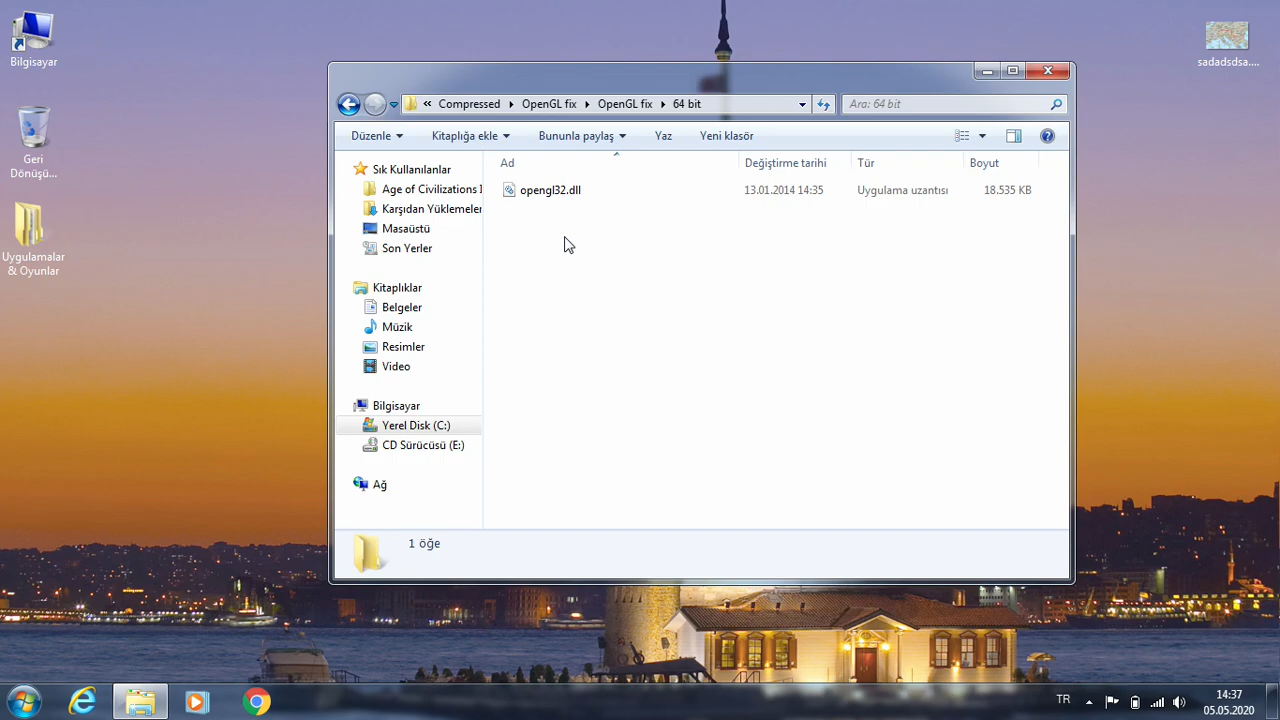 Bilgisayar
Geri
Dönüşü...
Uygulamalar
& Oyunlar
sadadsdsa....
« Compressed OpenGL fix OpenGL fix 64 bit
Ara: 64 bit
Düzenle Kitaplığa ekle Bununla paylaş Yaz Yeni klasör
Sık Kullanılanlar
Age of Civilizations I
Karşıdan Yüklemeler
Masaüstü
Son Yerler
Kitaplıklar
Belgeler
Müzik
Resimler
Video
Bilgisayar
Yerel Disk (C:)
CD Sürücüsü (E:)
Ağ
Ad Değiştirme tarihi Tür Boyut
opengl32.dll 13.01.2014 14:35 Uygulama uzantısı 18.535 KB
1 öğe
TR
14:37
05.05.2020